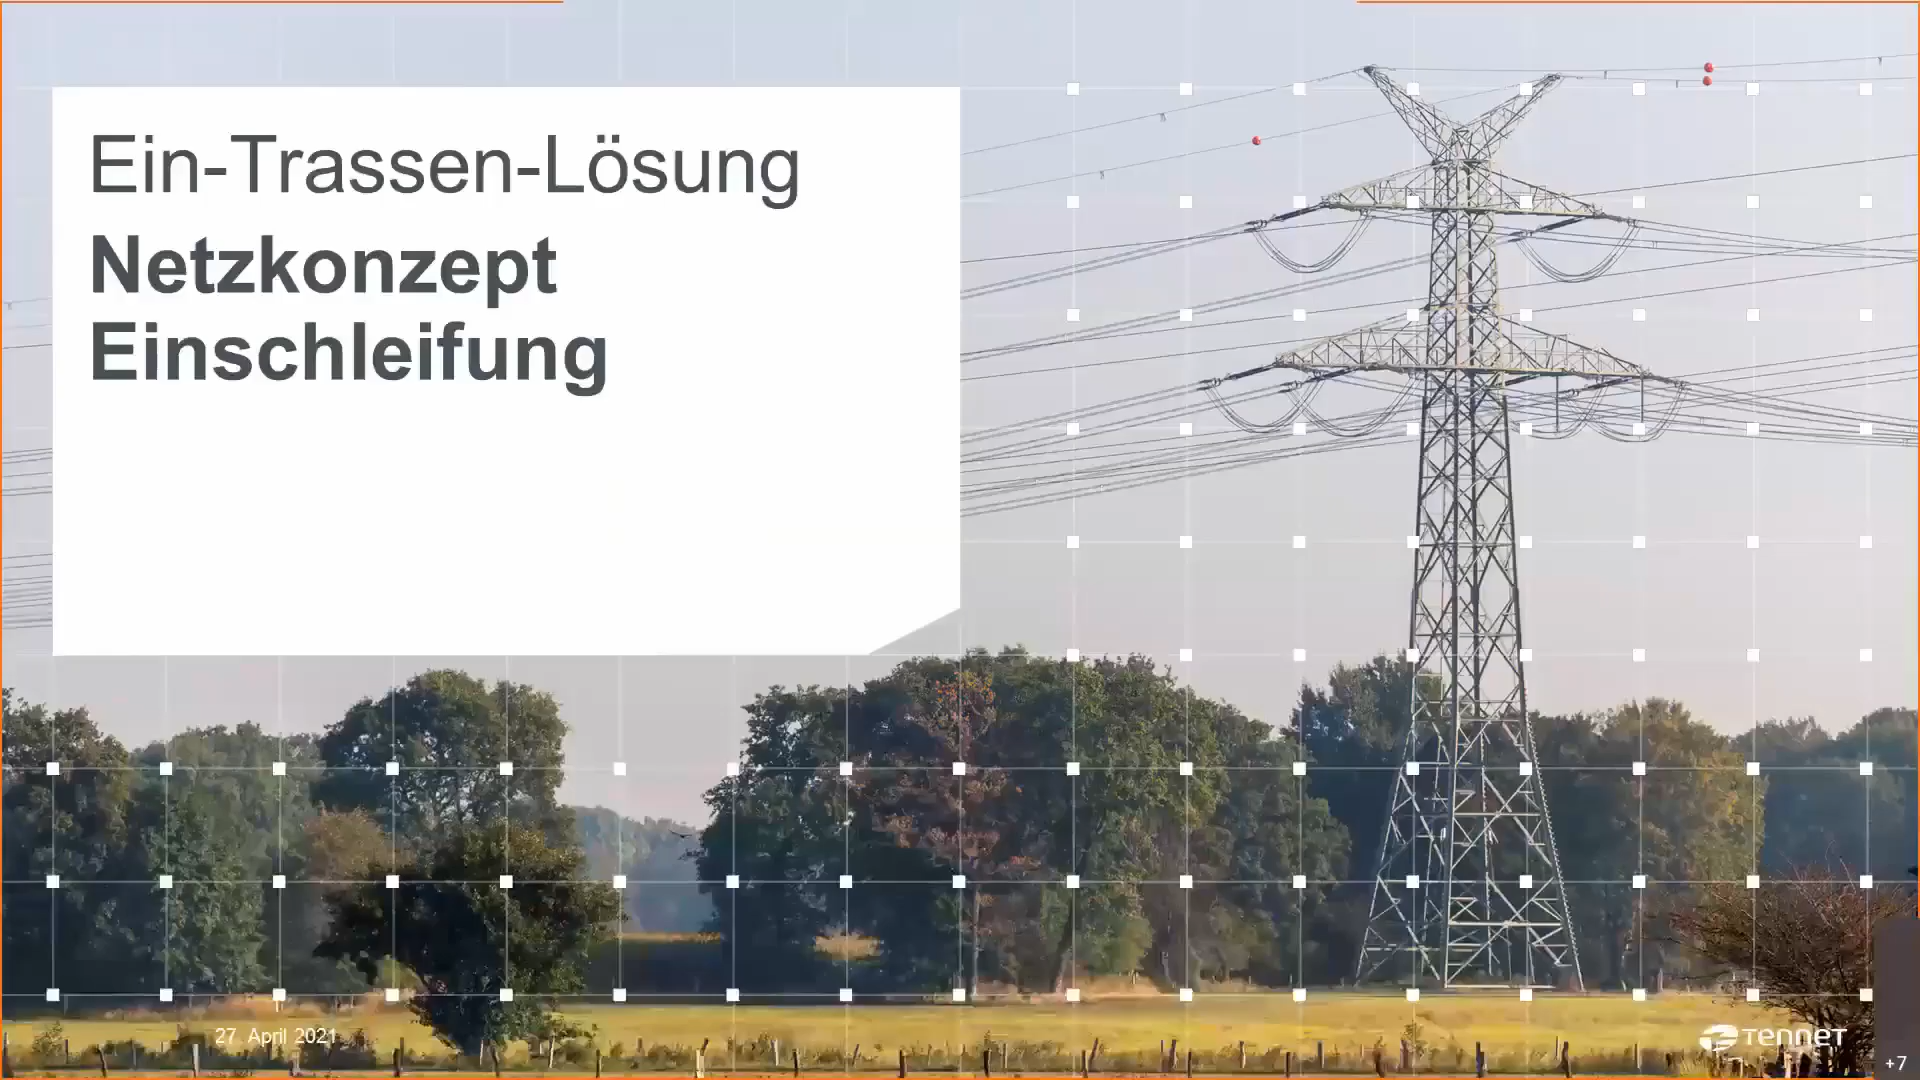 Ein-Trassen-Lösung
Netzkonzept
Einschleifung
27. April 2021
TenneT
+7